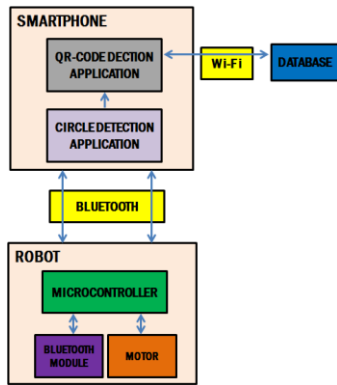 SMARTPHONE
QR-CODE DECTION
APPLICATION
Wi-Fi
DATABASE
CIRCLE DETECTION
APPLICATION
BLUETOOTH
ROBOT
MICROCONTROLLER
BLUETOOTH
MODULE
MOTOR